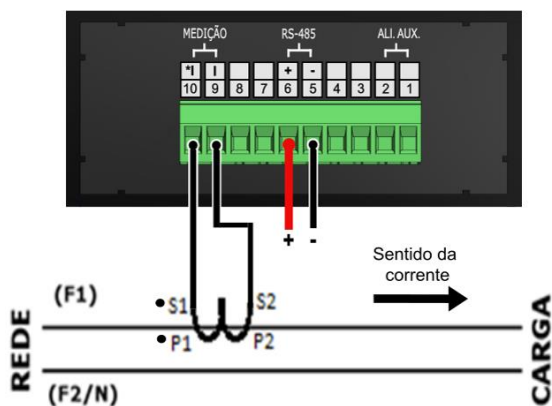 MEDIÇÃO RS-485 ALI. AUX.
*I I + -
10 9 8 7 6 5 4 3 2 1
+ -
Sentido da
corrente
(F1)
•S1 S2
•P1 P2
(F2/N)
REDE
CARGA